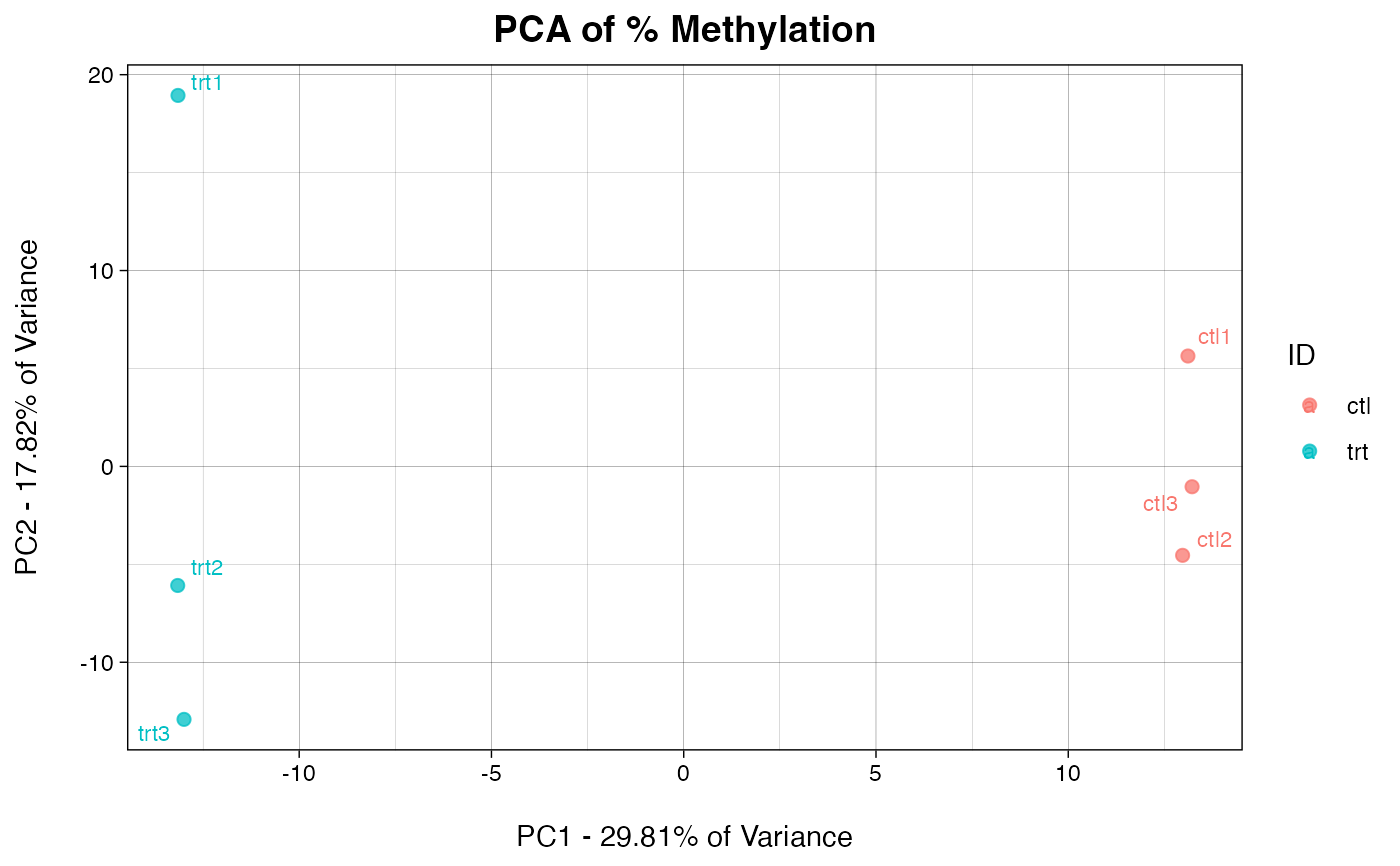 PCA of % Methylation
20
10
0
-10
PC2 - 17.82% of Variance
trt1
ctl1
ctl3
ctl2
trt2
trt3
-10
-5
0
5
10
PC1 - 29.81% of Variance
ID
a ctl
a trt